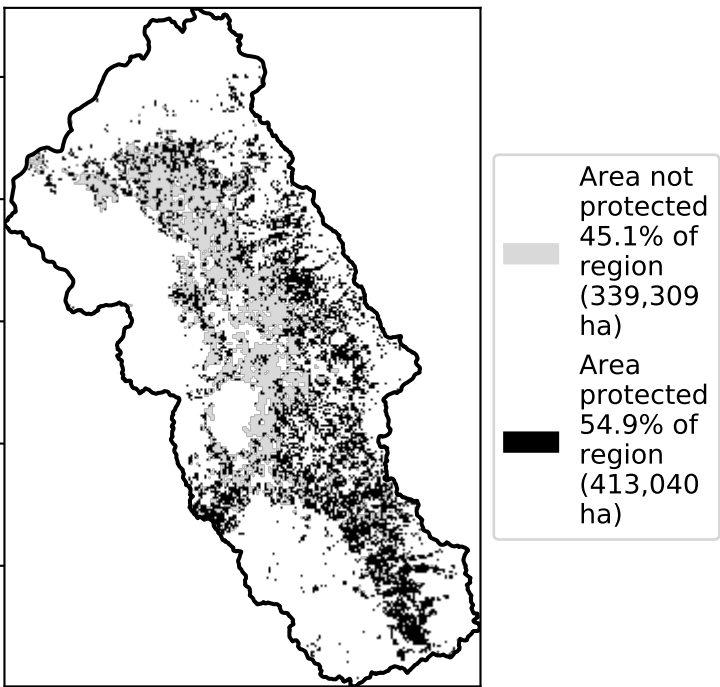 Area not
protected
45.1% of
region
(339,309
ha)
Area
protected
54.9% of
region
(413,040
ha)